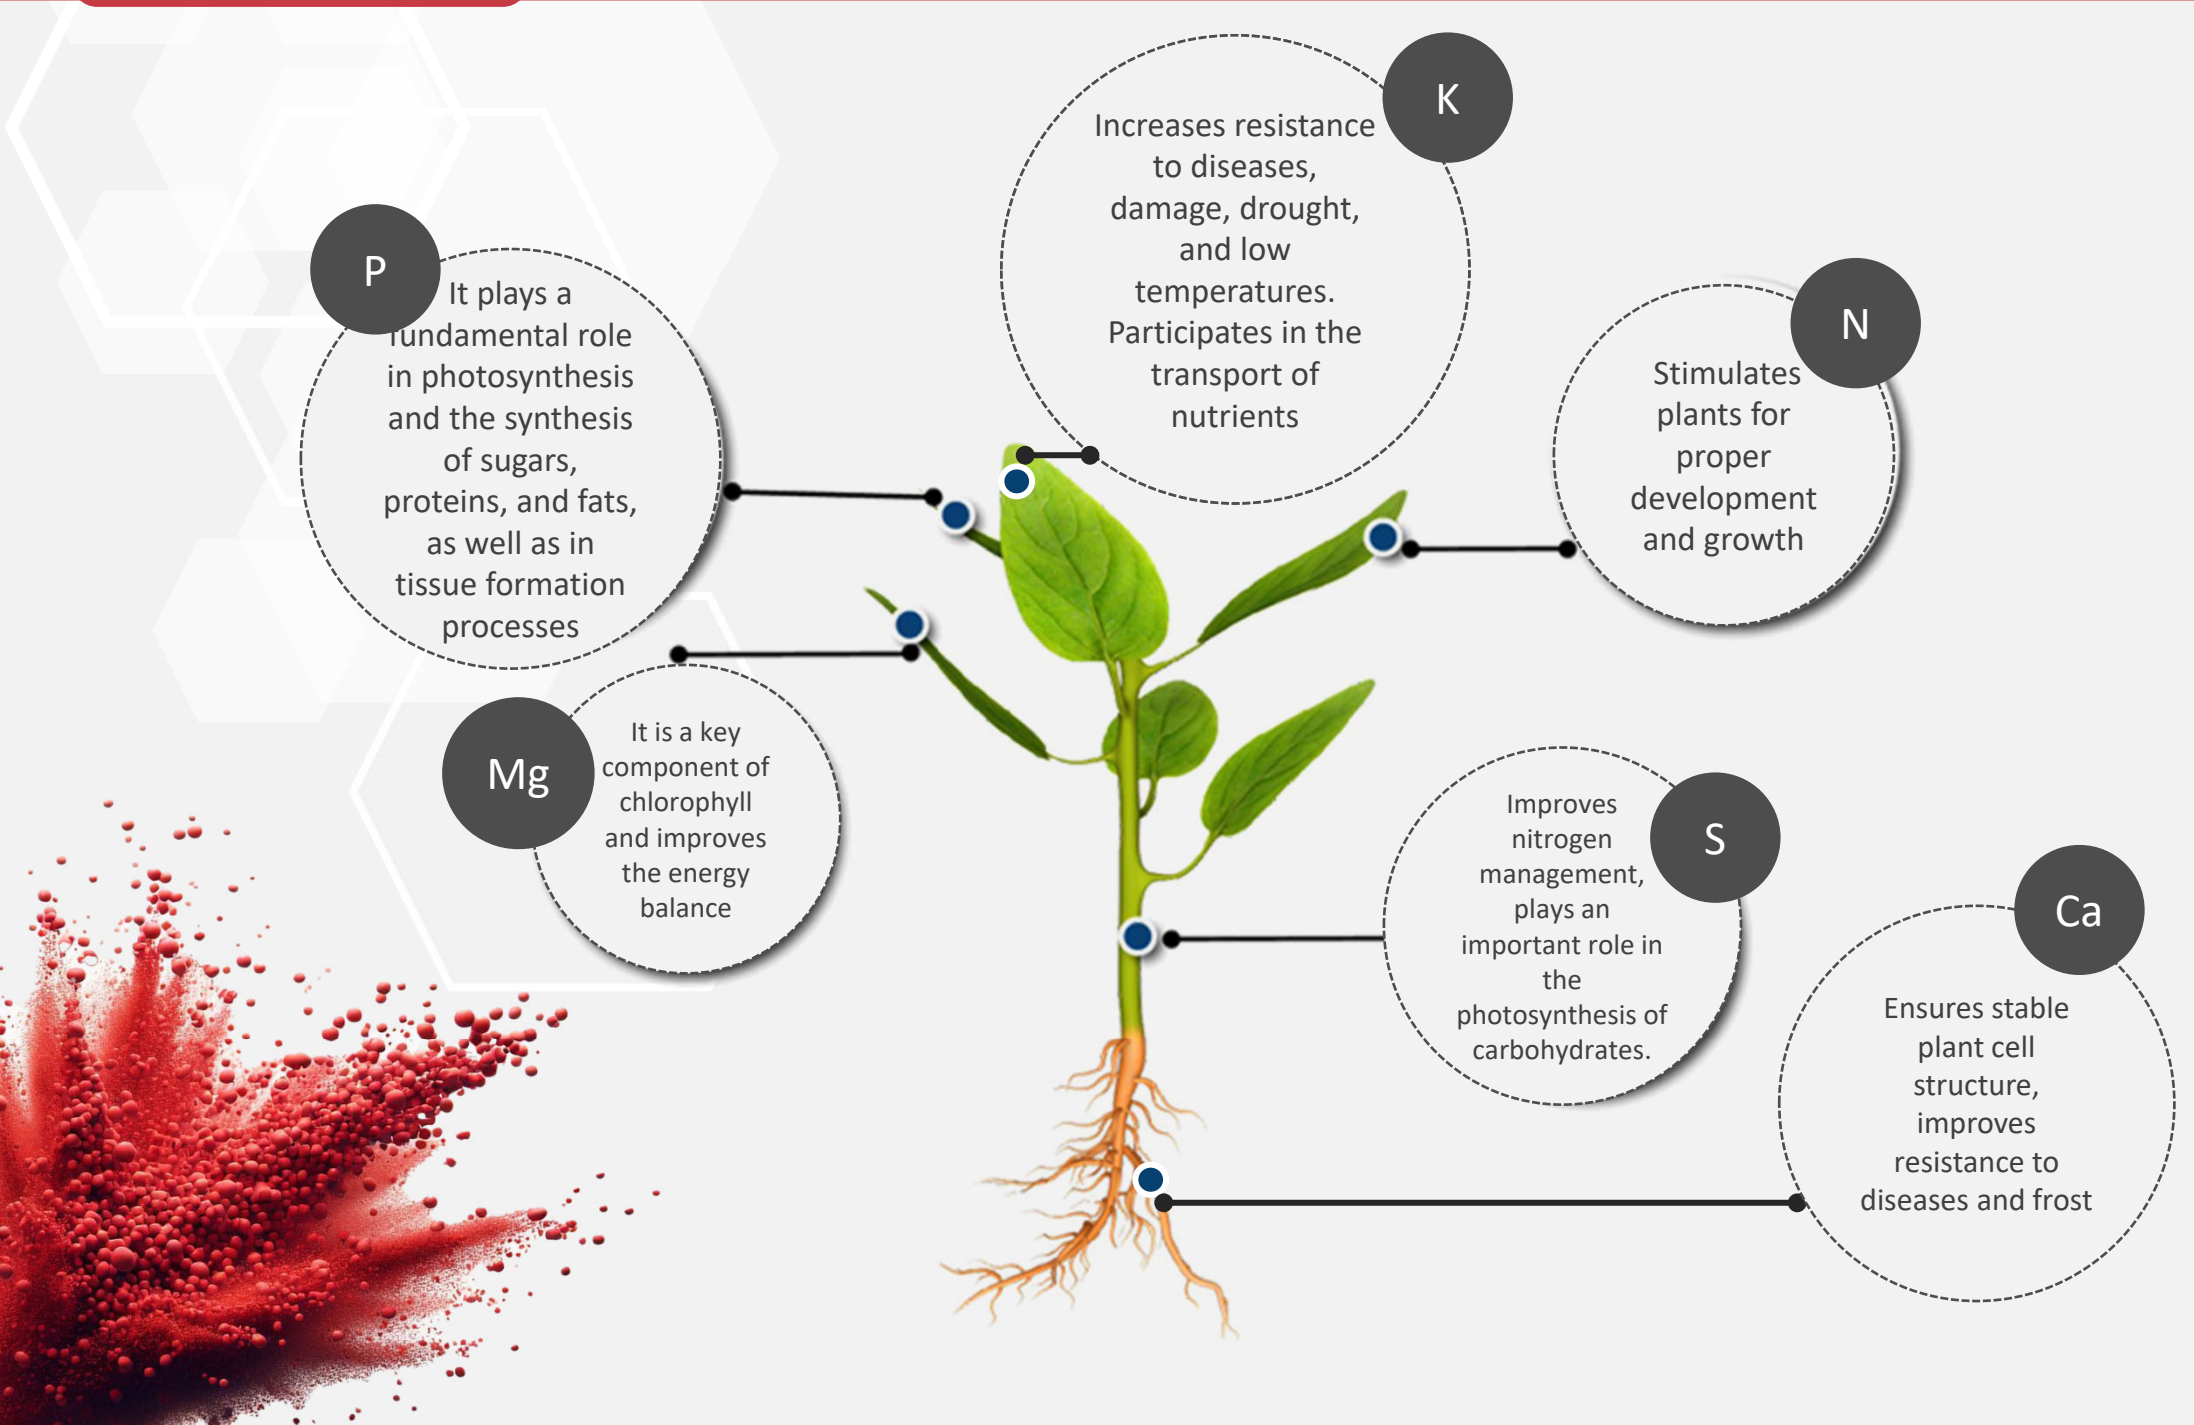 K
Increases resistance
to diseases,
damage, drought,
and low
temperatures.
Participates in the
transport of
nutrients
P
It plays a
fundamental role
in photosynthesis
and the synthesis
of sugars,
proteins, and fats,
as well as in
tissue formation
processes
N
Stimulates
plants for
proper
development
and growth
Mg
It is a key
component of
chlorophyll
and improves
the energy
balance
S
Improves
nitrogen
management,
plays an
important role in
the
photosynthesis of
carbohydrates.
Ca
Ensures stable
plant cell
structure,
improves
resistance to
diseases and frost